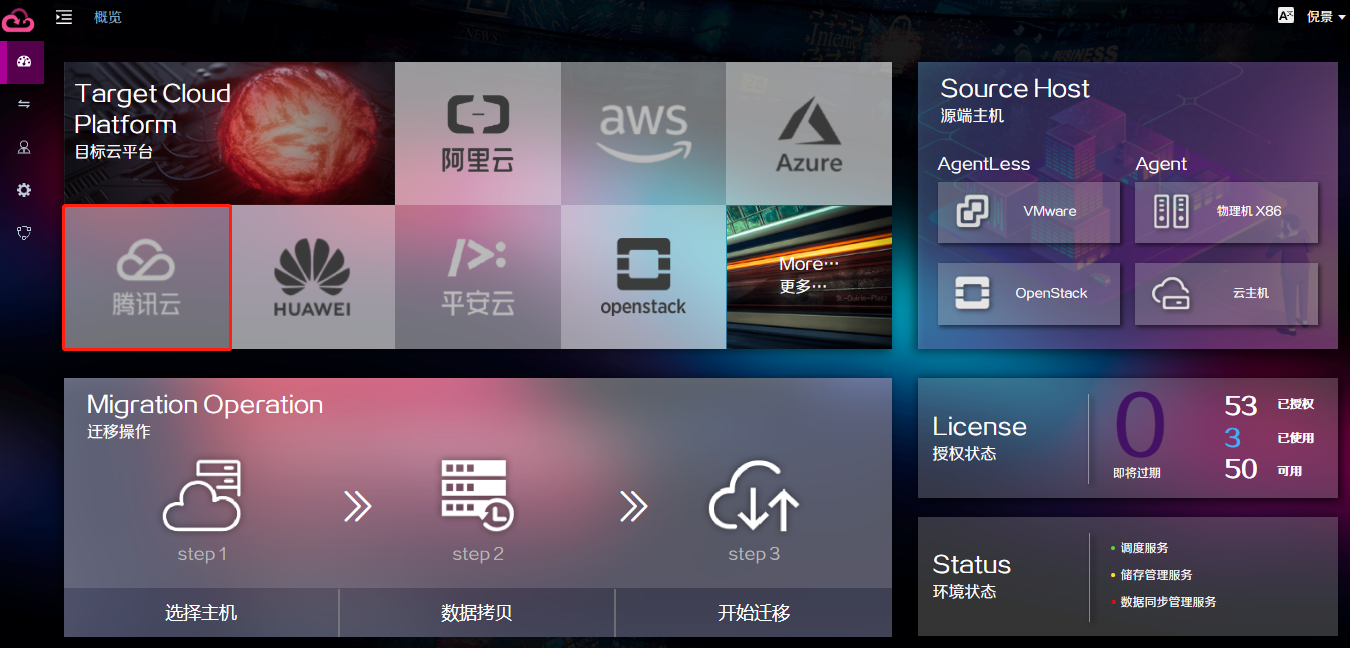 概览
A文
倪景
Target Cloud
Platform
目标云平台
阿里云
aws
Azure
腾讯云
HUAWEI
平安云
openstack
More…
更多…
Source Host
源端主机
AgentLess
Agent
VMware
物理机 X86
OpenStack
云主机
Migration Operation
迁移操作
step 1
step 2
step 3
选择主机
数据拷贝
开始迁移
License
授权状态
0
即将过期
53 已授权
3 已使用
50 可用
Status
环境状态
调度服务
储存管理服务
数据同步管理服务